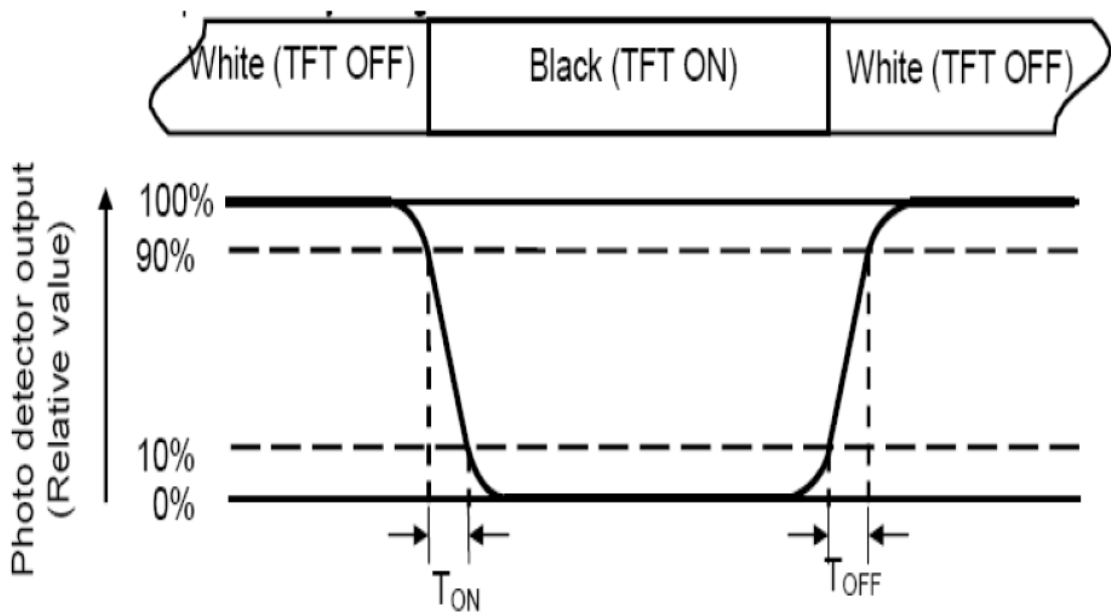 White (TFT OFF) Black (TFT ON) White (TFT OFF)
Photo detector output
(Relative value)
100%
90%
10%
0%
TON TOFF